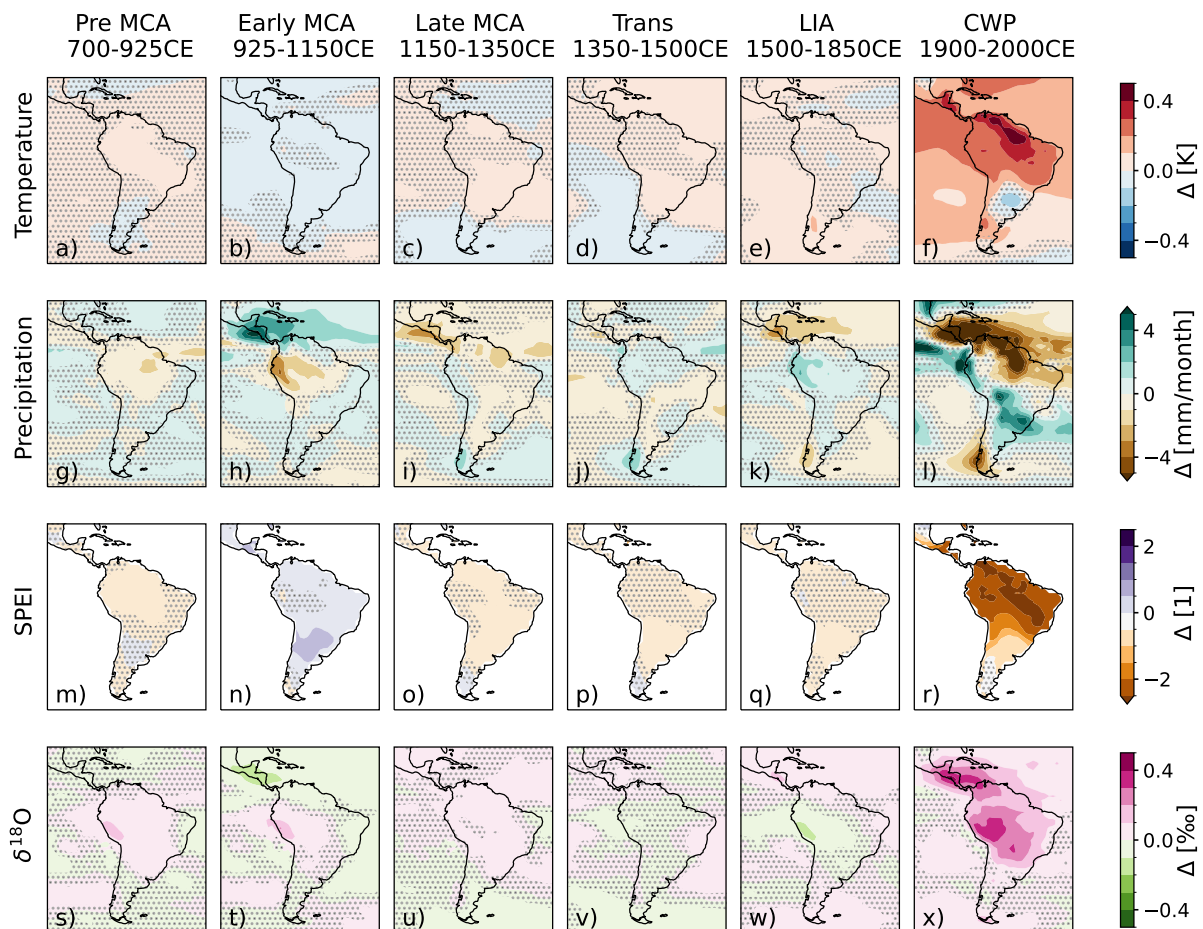 Pre MCA
700-925CE
Early MCA
925-1150CE
Late MCA
1150-1350CE
Trans
1350-1500CE
LIA
1500-1850CE
CWP
1900-2000CE
Temperature
a)
b)
c)
d)
e)
f)
0.4
0.0
−0.4
Δ [K]
Precipitation
g)
h)
i)
j)
k)
l)
4
0
−4
Δ [mm/month]
SPEI
m)
n)
o)
p)
q)
r)
2
0
−2
Δ [1]
δ¹⁸O
s)
t)
u)
v)
w)
x)
0.4
0.0
−0.4
Δ [‰]